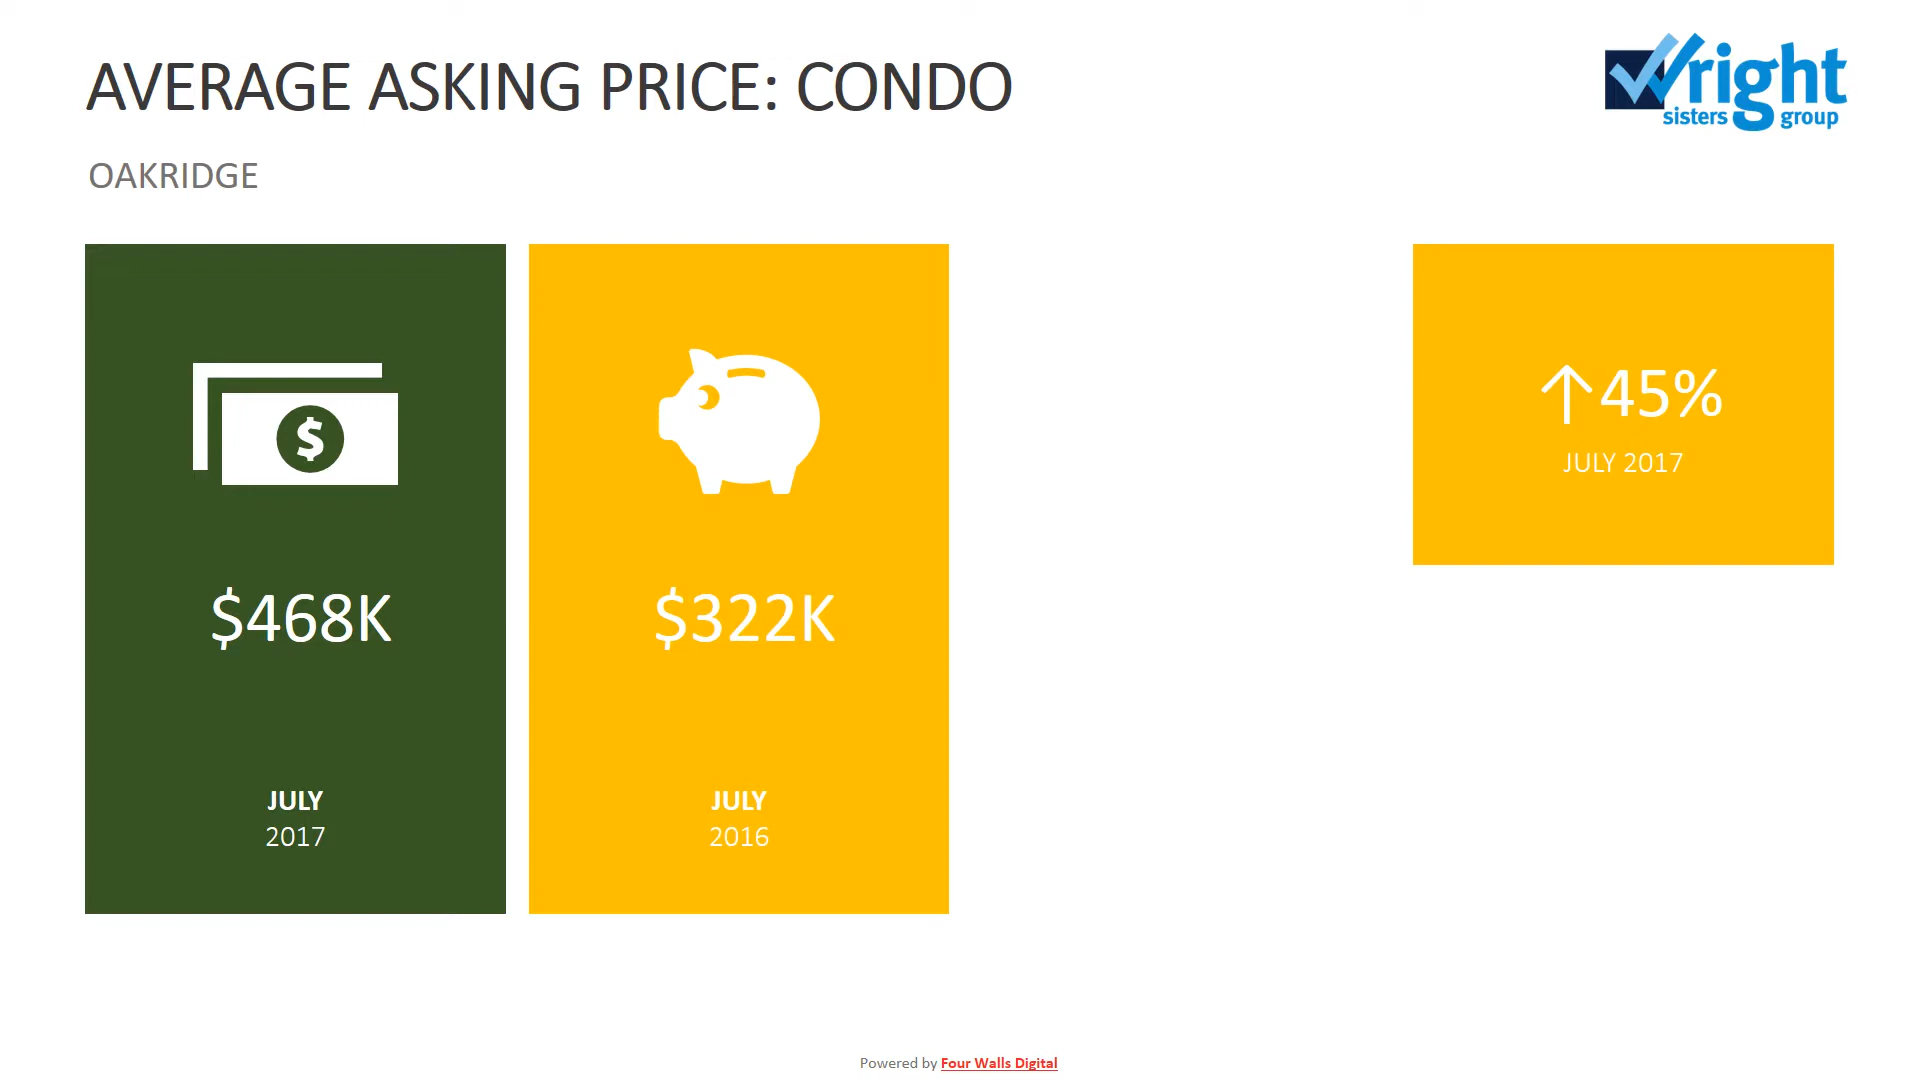 AVERAGE ASKING PRICE: CONDO
Wright
sisters group
OAKRIDGE
$
$468K
JULY
2017
$322K
JULY
2016
↑45%
JULY 2017
Powered by Four Walls Digital